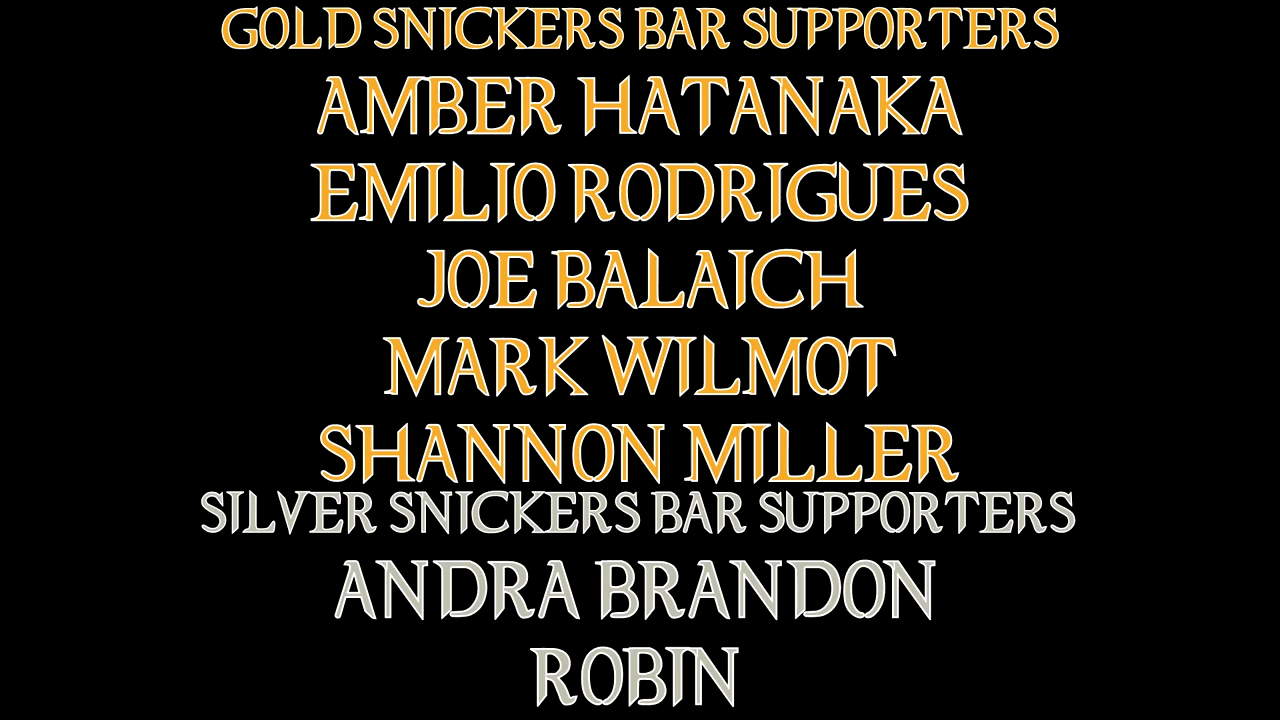 GOLD SNICKERS BAR SUPPORTERS
AMBER HATANAKA
EMILIO RODRIGUES
JOE BALAICH
MARK WILMOT
SHANNON MILLER
SILVER SNICKERS BAR SUPPORTERS
ANDRA BRANDON
ROBIN